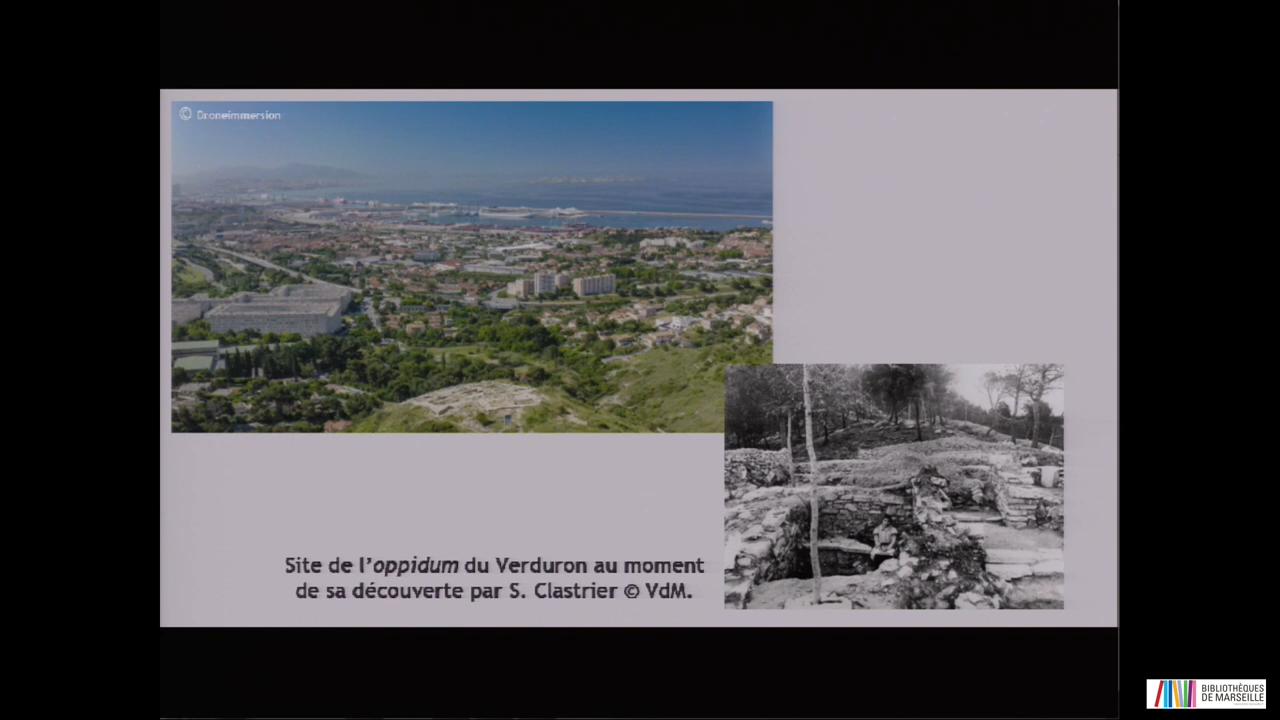 © Droneimmersion
Site de l'oppidum du Verduron au moment
de sa découverte par S. Clastrier © VdM.
BIBLIOTHÈQUES
DE MARSEILLE